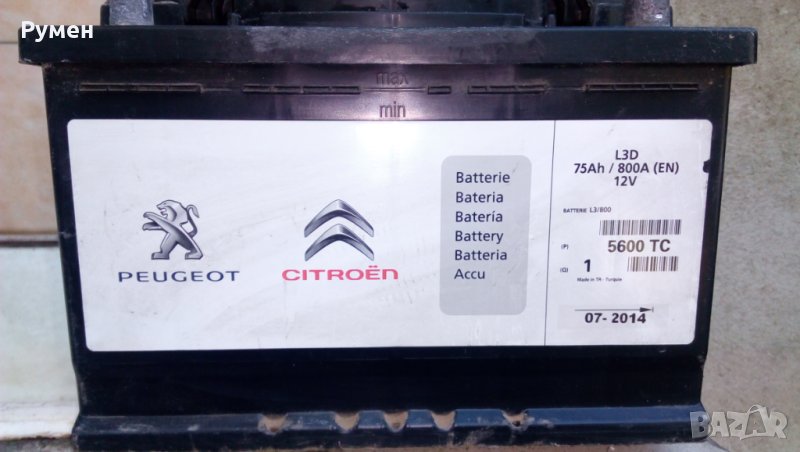 Румен
max
min
PEUGEOT
CITROËN
Batterie
Bateria
Batería
Battery
Batteria
Accu
L3D
75Ah / 800A (EN)
12V
BATTERIE L3/800
(P) 5600 TC
(Q) 1
Made in TR - Turquie
07-2014
BAZAR